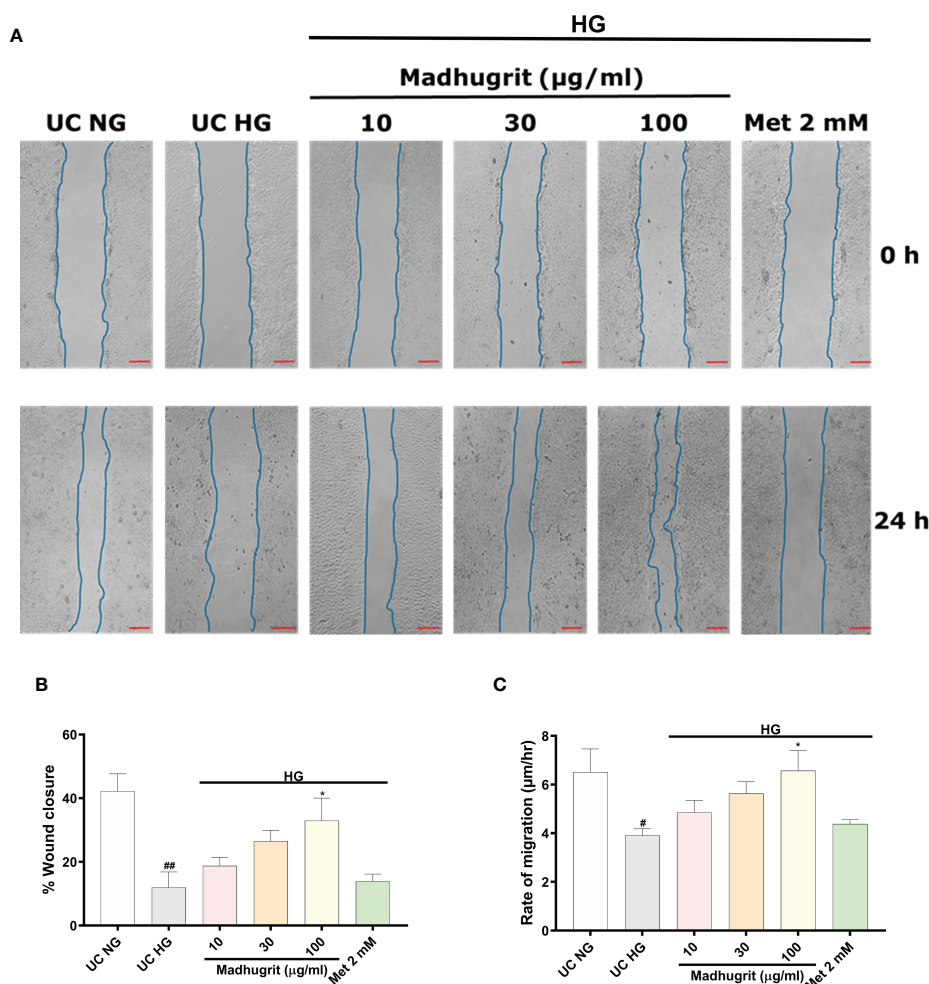 A
HG
Madhugrit (µg/ml)
UC NG UC HG 10 30 100 Met 2 mM
0 h
24 h
B
% Wound closure
60
40
20
0
HG
##
*
UC NG UC HG 10 30 100 Met 2 mM
Madhugrit (µg/ml)
C
Rate of migration (µm/hr)
8
6
4
2
0
HG
#
*
UC NG UC HG 10 30 100 Met 2 mM
Madhugrit (µg/ml)